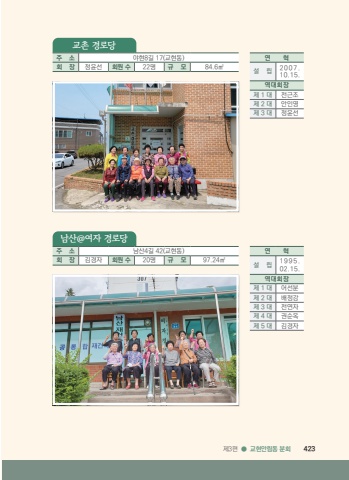 교촌 경로당
주 소 야현8길 17(교현동)
회 장 정윤선 회원수 22명 규 모 84.6㎡
연 혁
설 립 2007.
10.15.
역대회장
제1대 전근조
제2대 안인영
제3대 정윤선
남산@여자 경로당
주 소 남산4길 42(교현동)
회 장 김경자 회원수 20명 규 모 97.24㎡
연 혁
설 립 1995.
02.15.
역대회장
제1대 어선분
제2대 배정강
제3대 전연자
제4대 권순옥
제5대 김경자
제3편 ● 교현안림동 문화 423